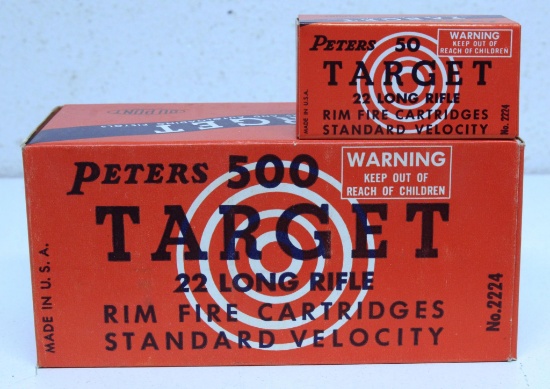 PETERS 50
WARNING
KEEP OUT OF
REACH OF CHILDREN
TARGET
22 LONG RIFLE
RIM FIRE CARTRIDGES
STANDARD VELOCITY
MADE IN U.S.A.
No. 2224
PETERS 500
WARNING
KEEP OUT OF
REACH OF CHILDREN
TARGET
22 LONG RIFLE
RIM FIRE CARTRIDGES
STANDARD VELOCITY
MADE IN U.S.A.
No. 2224